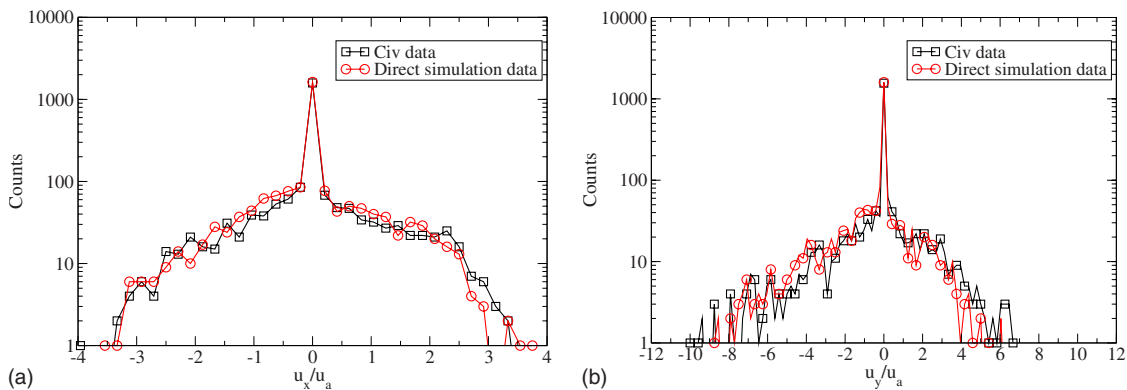 10000
1000
100
10
1
Counts
Civ data
Direct simulation data
-4 -3 -2 -1 0 1 2 3 4
u_x/u_a
(a)
10000
1000
100
10
1
Counts
Civ data
Direct simulation data
-12 -10 -8 -6 -4 -2 0 2 4 6 8 10 12
u_y/u_a
(b)